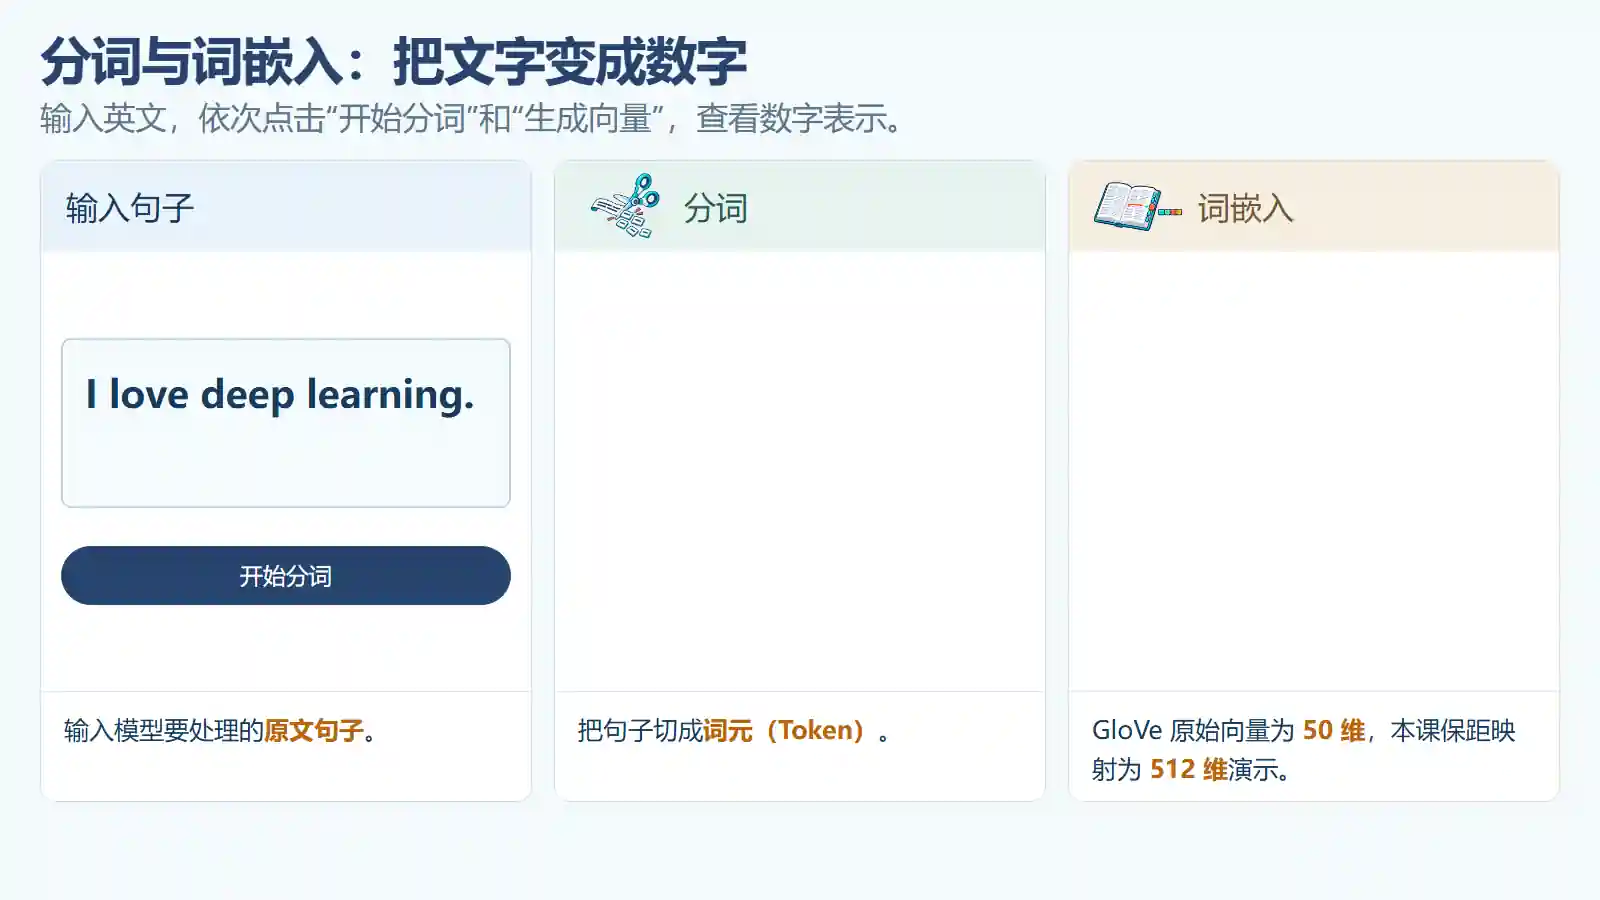 分词与词嵌入：把文字变成数字
输入英文，依次点击“开始分词”和“生成向量”，查看数字表示。
输入句子
I love deep learning.
开始分词
输入模型要处理的原文句子。
分词
把句子切成词元（Token）。
词嵌入
GloVe 原始向量为 50 维，本课保距映
射为 512 维演示。